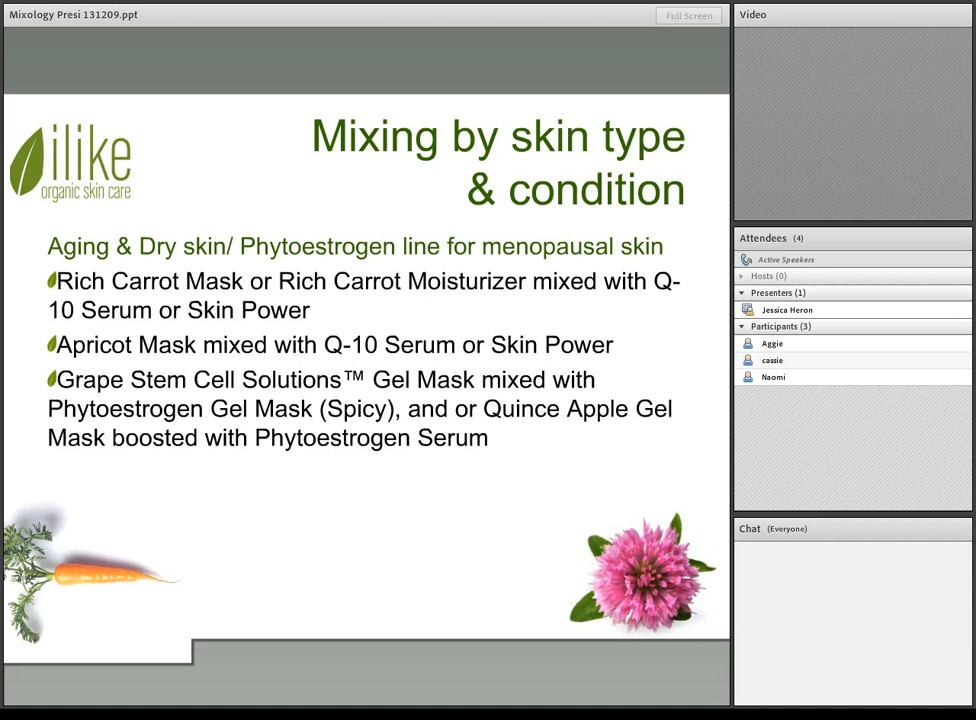 Mixology Presi 131209.ppt
Full Screen
ilike
organic skin care
Mixing by skin type
& condition
Aging & Dry skin/ Phytoestrogen line for menopausal skin
Rich Carrot Mask or Rich Carrot Moisturizer mixed with Q-
10 Serum or Skin Power
Apricot Mask mixed with Q-10 Serum or Skin Power
Grape Stem Cell Solutions™ Gel Mask mixed with
Phytoestrogen Gel Mask (Spicy), and or Quince Apple Gel
Mask boosted with Phytoestrogen Serum
Video
Attendees (4)
Active Speakers
Hosts (0)
Presenters (1)
Jessica Heron
Participants (3)
Aggie
cassie
Naomi
Chat (Everyone)